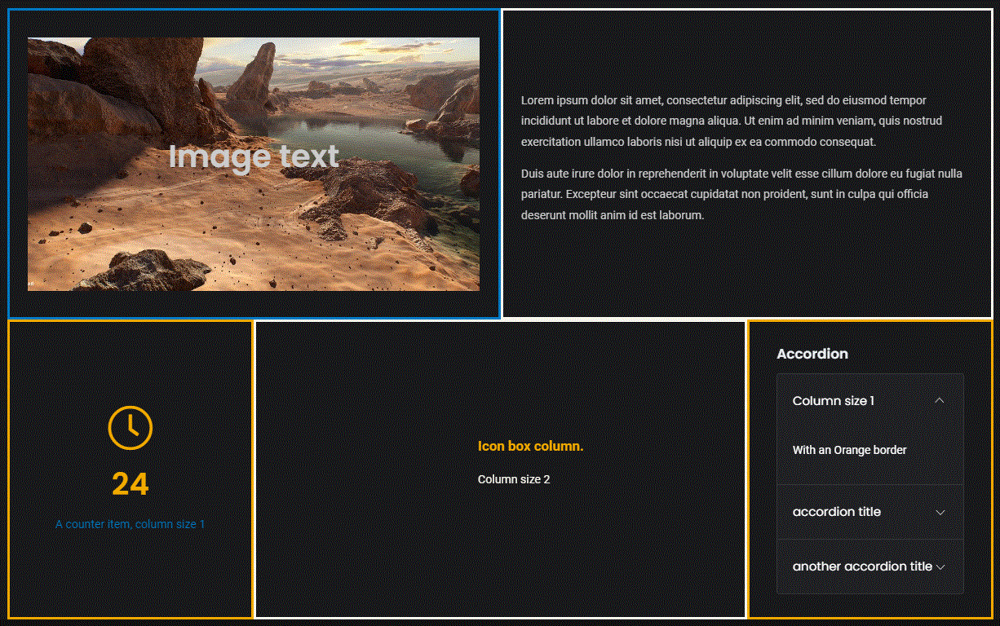 Image text
Lorem ipsum dolor sit amet, consectetur adipiscing elit, sed do eiusmod tempor
incididunt ut labore et dolore magna aliqua. Ut enim ad minim veniam, quis nostrud
exercitation ullamco laboris nisi ut aliquip ex ea commodo consequat.
Duis aute irure dolor in reprehenderit in voluptate velit esse cillum dolore eu fugiat nulla
pariatur. Excepteur sint occaecat cupidatat non proident, sunt in culpa qui officia
deserunt mollit anim id est laborum.
24
A counter item, column size 1
Icon box column.
Column size 2
Accordion
Column size 1
With an Orange border
accordion title
another accordion title